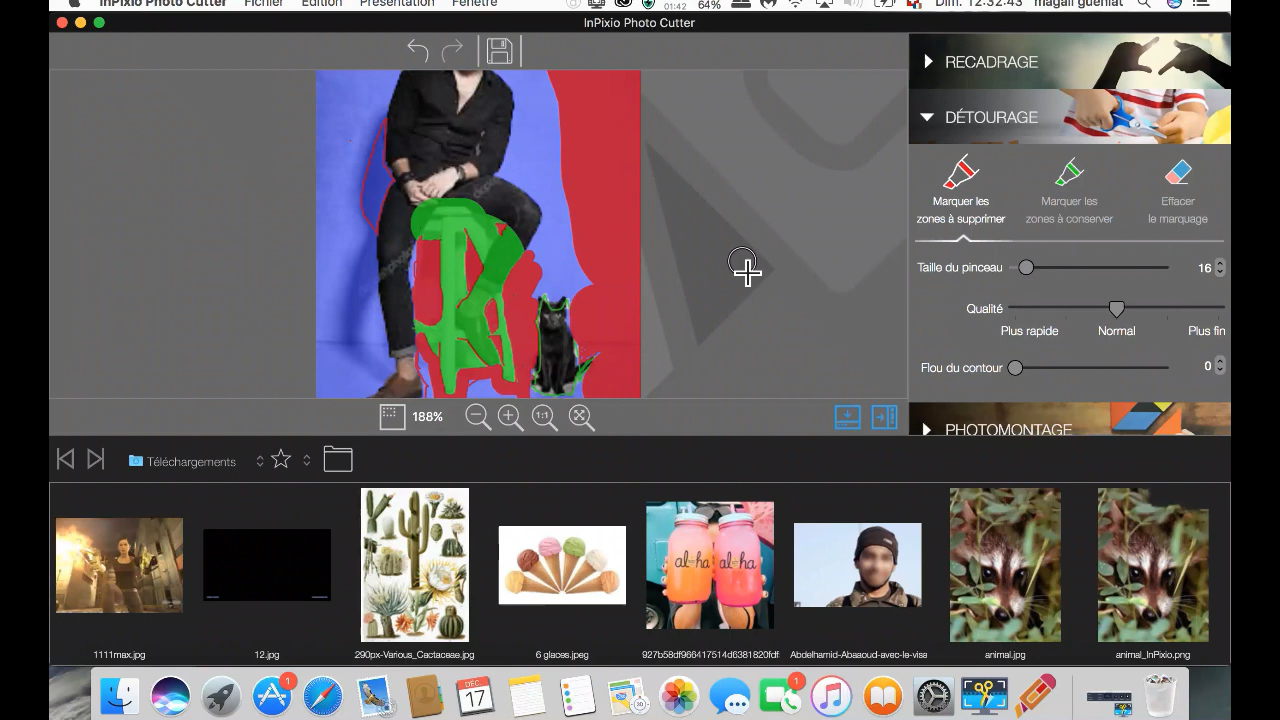 InPixio Photo Cutter Fichier Edition Présentation Fenêtre 01:42 64% Dim. 12:32:43 magali gueniat
InPixio Photo Cutter
RECADRAGE
DÉTOURAGE
Marquer les
zones à supprimer
Marquer les
zones à conserver
Effacer
le marquage
Taille du pinceau 16
Qualité
Plus rapide Normal Plus fin
Flou du contour 0
188% 1:1
PHOTOMONTAGE
Téléchargements
al-ha al-ha
1111max.jpg 12.jpg 290px-Various_Cactaceae.jpg 6 glaces.jpeg 927b58df966417514d6381820fdf Abdelhamid-Abaaoud-avec-le-visa animal.jpg animal_InPixio.png
1 DÉC 17 1